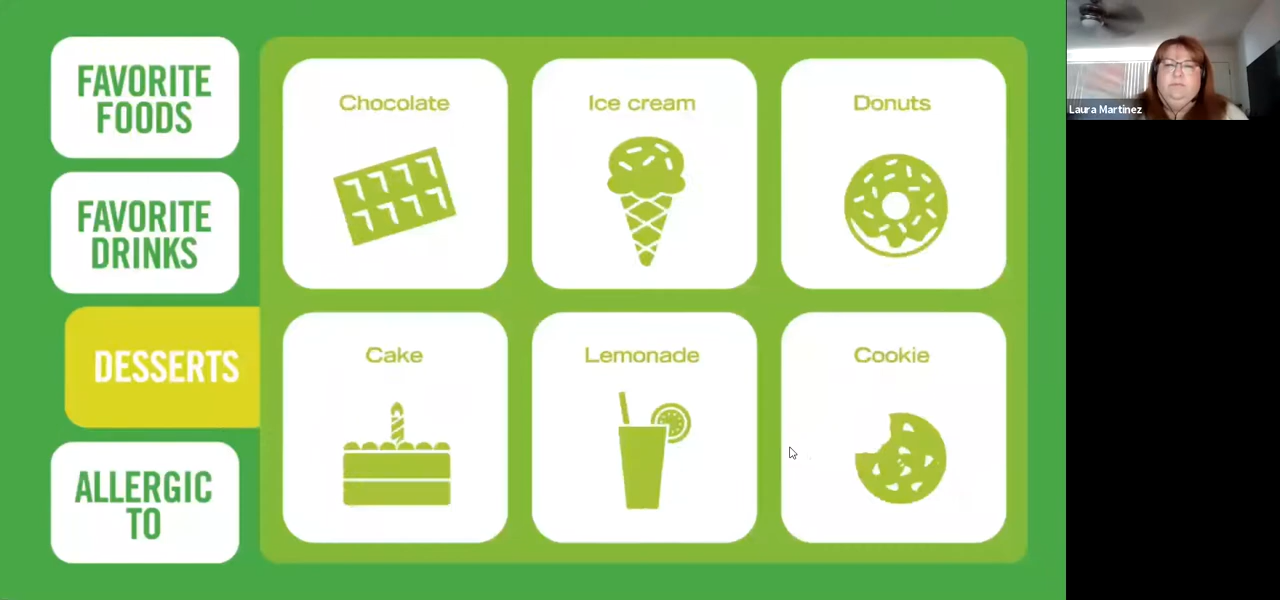 FAVORITE
FOODS
FAVORITE
DRINKS
DESSERTS
ALLERGIC
TO
Chocolate
Ice cream
Donuts
Cake
Lemonade
Cookie
Laura Martinez